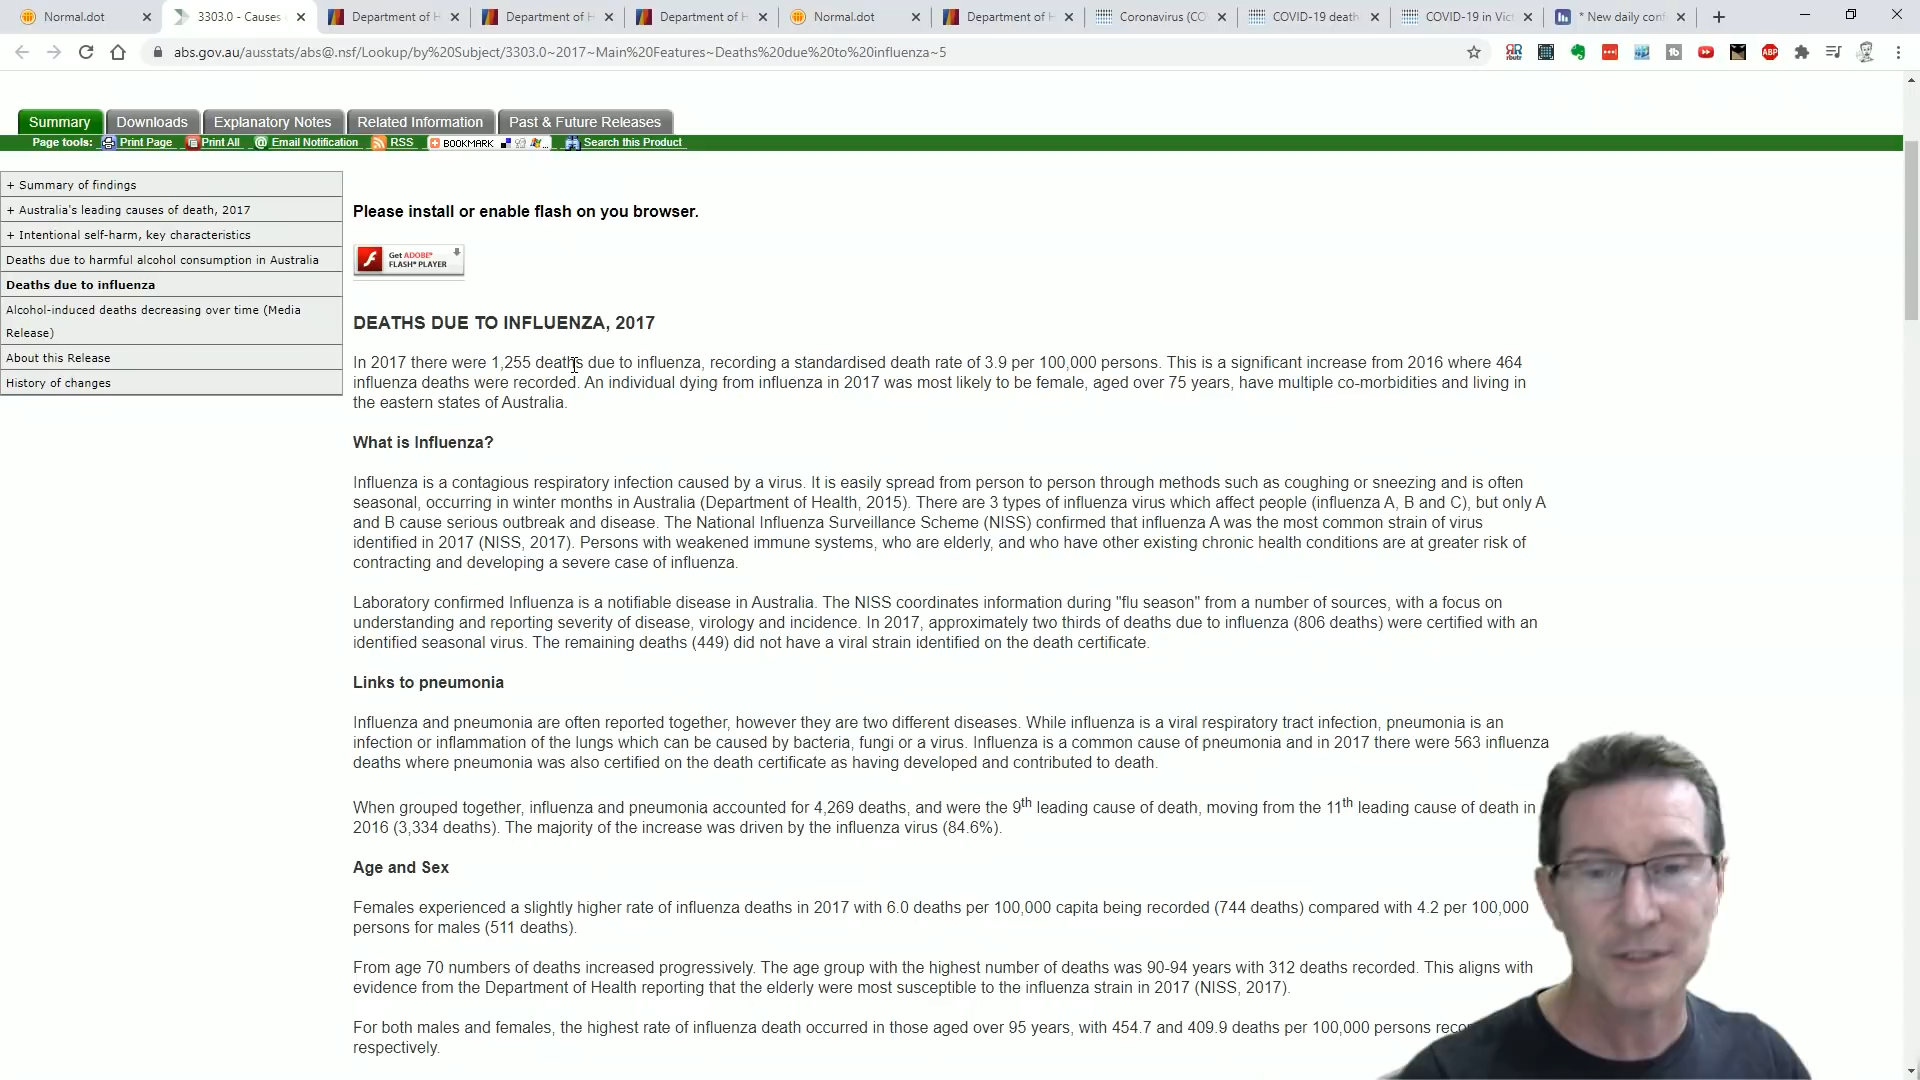 Normal.dot
3303.0 - Causes
Department of H
Department of H
Department of H
Normal.dot
Department of H
Coronavirus (CO
COVID-19 death
COVID-19 in Vict
* New daily conf
abs.gov.au/ausstats/abs@.nsf/Lookup/by%20Subject/3303.0~2017~Main%20Features~Deaths%20due%20to%20influenza~5
Summary
Downloads
Explanatory Notes
Related Information
Past & Future Releases
Page tools: Print Page Print All Email Notification RSS BOOKMARK Search this Product
+ Summary of findings
+ Australia's leading causes of death, 2017
+ Intentional self-harm, key characteristics
Deaths due to harmful alcohol consumption in Australia
Deaths due to influenza
Alcohol-induced deaths decreasing over time (Media
Release)
About this Release
History of changes
Please install or enable flash on you browser.
Get ADOBE®
FLASH® PLAYER
DEATHS DUE TO INFLUENZA, 2017
In 2017 there were 1,255 deaths due to influenza, recording a standardised death rate of 3.9 per 100,000 persons. This is a significant increase from 2016 where 464
influenza deaths were recorded. An individual dying from influenza in 2017 was most likely to be female, aged over 75 years, have multiple co-morbidities and living in
the eastern states of Australia.
What is Influenza?
Influenza is a contagious respiratory infection caused by a virus. It is easily spread from person to person through methods such as coughing or sneezing and is often
seasonal, occurring in winter months in Australia (Department of Health, 2015). There are 3 types of influenza virus which affect people (influenza A, B and C), but only A
and B cause serious outbreak and disease. The National Influenza Surveillance Scheme (NISS) confirmed that influenza A was the most common strain of virus
identified in 2017 (NISS, 2017). Persons with weakened immune systems, who are elderly, and who have other existing chronic health conditions are at greater risk of
contracting and developing a severe case of influenza.
Laboratory confirmed Influenza is a notifiable disease in Australia. The NISS coordinates information during "flu season" from a number of sources, with a focus on
understanding and reporting severity of disease, virology and incidence. In 2017, approximately two thirds of deaths due to influenza (806 deaths) were certified with an
identified seasonal virus. The remaining deaths (449) did not have a viral strain identified on the death certificate.
Links to pneumonia
Influenza and pneumonia are often reported together, however they are two different diseases. While influenza is a viral respiratory tract infection, pneumonia is an
infection or inflammation of the lungs which can be caused by bacteria, fungi or a virus. Influenza is a common cause of pneumonia and in 2017 there were 563 influenza
deaths where pneumonia was also certified on the death certificate as having developed and contributed to death.
When grouped together, influenza and pneumonia accounted for 4,269 deaths, and were the 9th leading cause of death, moving from the 11th leading cause of death in
2016 (3,334 deaths). The majority of the increase was driven by the influenza virus (84.6%).
Age and Sex
Females experienced a slightly higher rate of influenza deaths in 2017 with 6.0 deaths per 100,000 capita being recorded (744 deaths) compared with 4.2 per 100,000
persons for males (511 deaths).
From age 70 numbers of deaths increased progressively. The age group with the highest number of deaths was 90-94 years with 312 deaths recorded. This aligns with
evidence from the Department of Health reporting that the elderly were most susceptible to the influenza strain in 2017 (NISS, 2017).
For both males and females, the highest rate of influenza death occurred in those aged over 95 years, with 454.7 and 409.9 deaths per 100,000 persons reco
respectively.